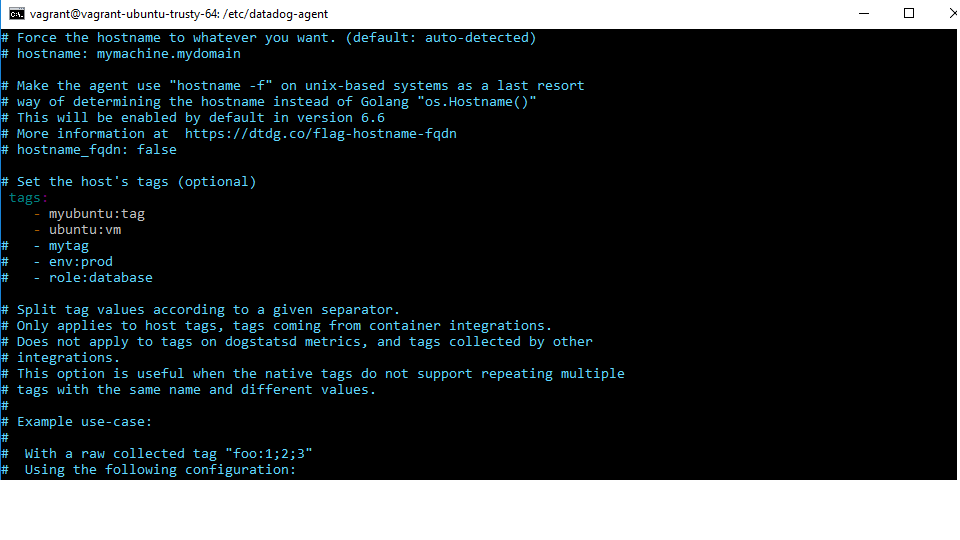 vagrant@vagrant-ubuntu-trusty-64: /etc/datadog-agent
# Force the hostname to whatever you want. (default: auto-detected)
# hostname: mymachine.mydomain
# Make the agent use "hostname -f" on unix-based systems as a last resort
# way of determining the hostname instead of Golang "os.Hostname()"
# This will be enabled by default in version 6.6
# More information at  https://dtdg.co/flag-hostname-fqdn
# hostname_fqdn: false
# Set the host's tags (optional)
 tags:
    - myubuntu:tag
    - ubuntu:vm
#   - mytag
#   - env:prod
#   - role:database
# Split tag values according to a given separator.
# Only applies to host tags, tags coming from container integrations.
# Does not apply to tags on dogstatsd metrics, and tags collected by other
# integrations.
# This option is useful when the native tags do not support repeating multiple
# tags with the same name and different values.
#
# Example use-case:
#
#  With a raw collected tag "foo:1;2;3"
#  Using the following configuration: